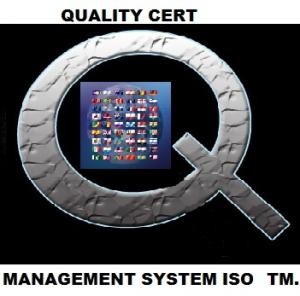 QUALITY CERT
Q
MANAGEMENT SYSTEM ISO TM.